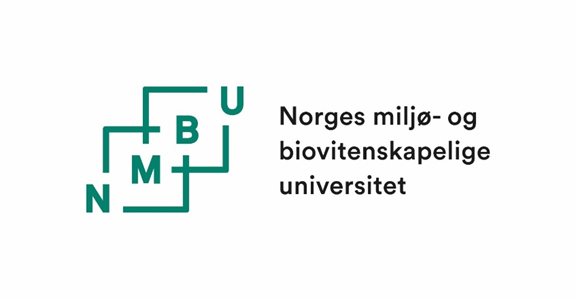 N M B U
Norges miljø- og
biovitenskapelige
universitet